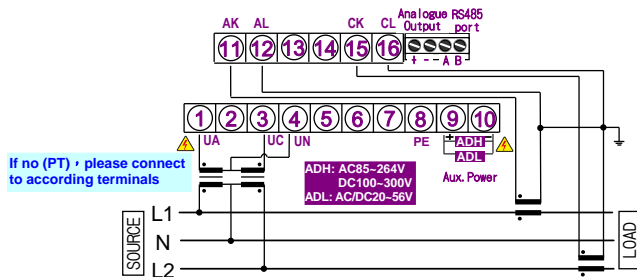 AK AL CK CL Analogue Output RS485 port
11 12 13 14 15 16 + - - A B
1 2 3 4 5 6 7 8 9 10
UA UC UN PE + ADH -
ADL
If no (PT)，please connect
to according terminals
ADH: AC85~264V
DC100~300V
ADL: AC/DC20~56V
Aux. Power
SOURCE
L1
N
L2
LOAD